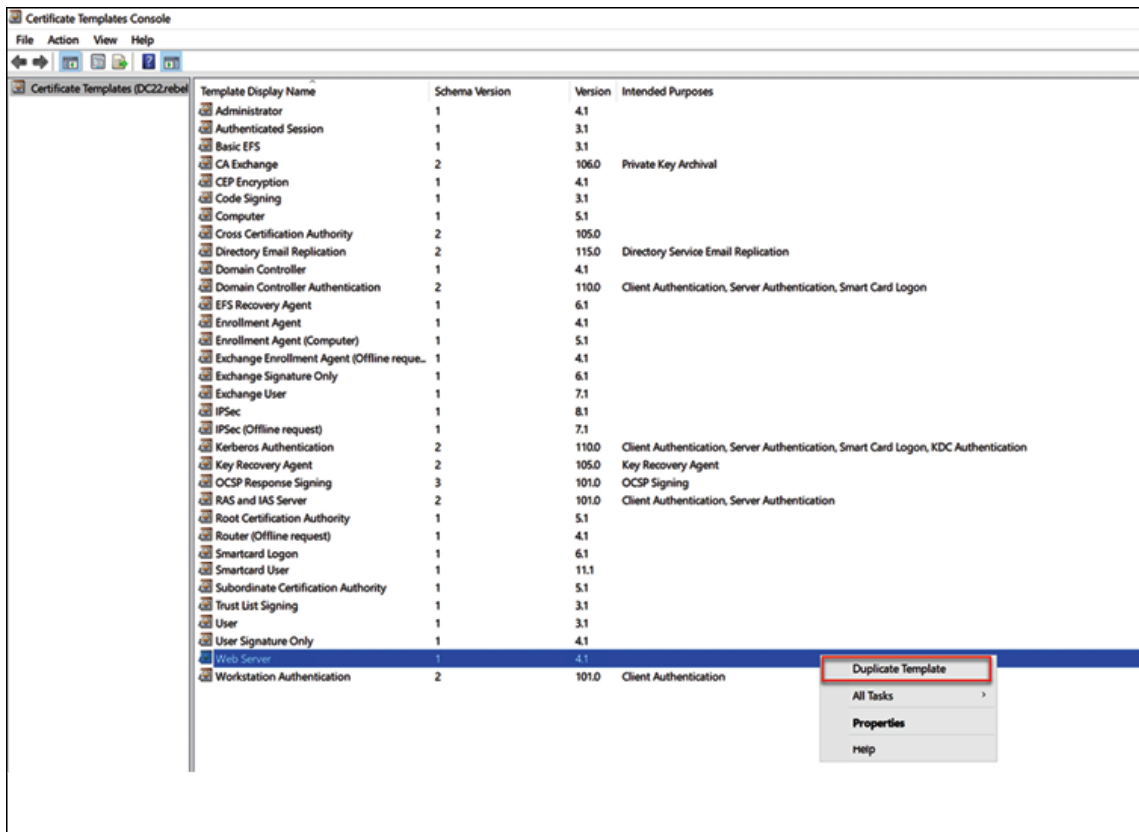 Certificate Templates Console
File Action View Help
Certificate Templates (DC22.rebel
Template Display Name Schema Version Version Intended Purposes
Administrator 1 4.1
Authenticated Session 1 3.1
Basic EFS 1 3.1
CA Exchange 2 106.0 Private Key Archival
CEP Encryption 1 4.1
Code Signing 1 3.1
Computer 1 5.1
Cross Certification Authority 2 105.0
Directory Email Replication 2 115.0 Directory Service Email Replication
Domain Controller 1 4.1
Domain Controller Authentication 2 110.0 Client Authentication, Server Authentication, Smart Card Logon
EFS Recovery Agent 1 6.1
Enrollment Agent 1 4.1
Enrollment Agent (Computer) 1 5.1
Exchange Enrollment Agent (Offline reque... 1 4.1
Exchange Signature Only 1 6.1
Exchange User 1 7.1
IPSec 1 8.1
IPSec (Offline request) 1 7.1
Kerberos Authentication 2 110.0 Client Authentication, Server Authentication, Smart Card Logon, KDC Authentication
Key Recovery Agent 2 105.0 Key Recovery Agent
OCSP Response Signing 3 101.0 OCSP Signing
RAS and IAS Server 2 101.0 Client Authentication, Server Authentication
Root Certification Authority 1 5.1
Router (Offline request) 1 4.1
Smartcard Logon 1 6.1
Smartcard User 1 11.1
Subordinate Certification Authority 1 5.1
Trust List Signing 1 3.1
User 1 3.1
User Signature Only 1 4.1
Web Server 1 4.1
Workstation Authentication 2 101.0 Client Authentication
Duplicate Template
All Tasks
Properties
Help